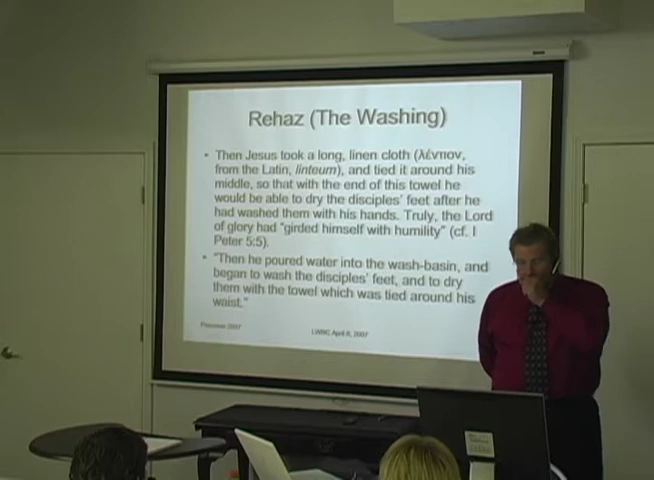 Rehaz (The Washing)
• Then Jesus took a long, linen cloth (λέντιον,
from the Latin, linteum), and tied it around his
middle, so that with the end of this towel he
would be able to dry the disciples' feet after he
had washed them with his hands. Truly, the Lord
of glory had "girded himself with humility" (cf. I
Peter 5:5).
• "Then he poured water into the wash-basin, and
began to wash the disciples' feet, and to dry
them with the towel which was tied around his
waist."
Passover 2007
LWBC April 8, 2007